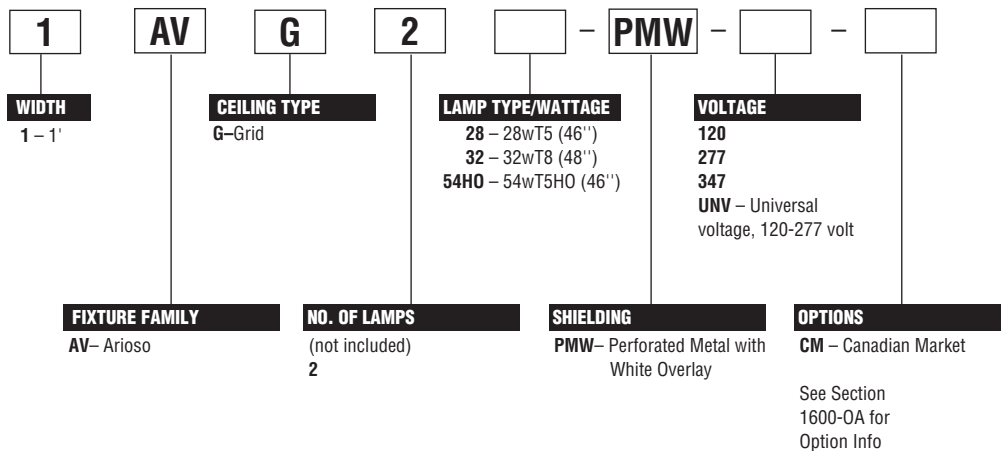 1 AV G 2 – PMW – –
WIDTH
1 – 1'
CEILING TYPE
G–Grid
LAMP TYPE/WATTAGE
28 – 28wT5 (46'')
32 – 32wT8 (48'')
54HO – 54wT5HO (46'')
VOLTAGE
120
277
347
UNV – Universal
voltage, 120-277 volt
FIXTURE FAMILY
AV– Arioso
NO. OF LAMPS
(not included)
2
SHIELDING
PMW– Perforated Metal with
White Overlay
OPTIONS
CM – Canadian Market
See Section
1600-OA for
Option Info